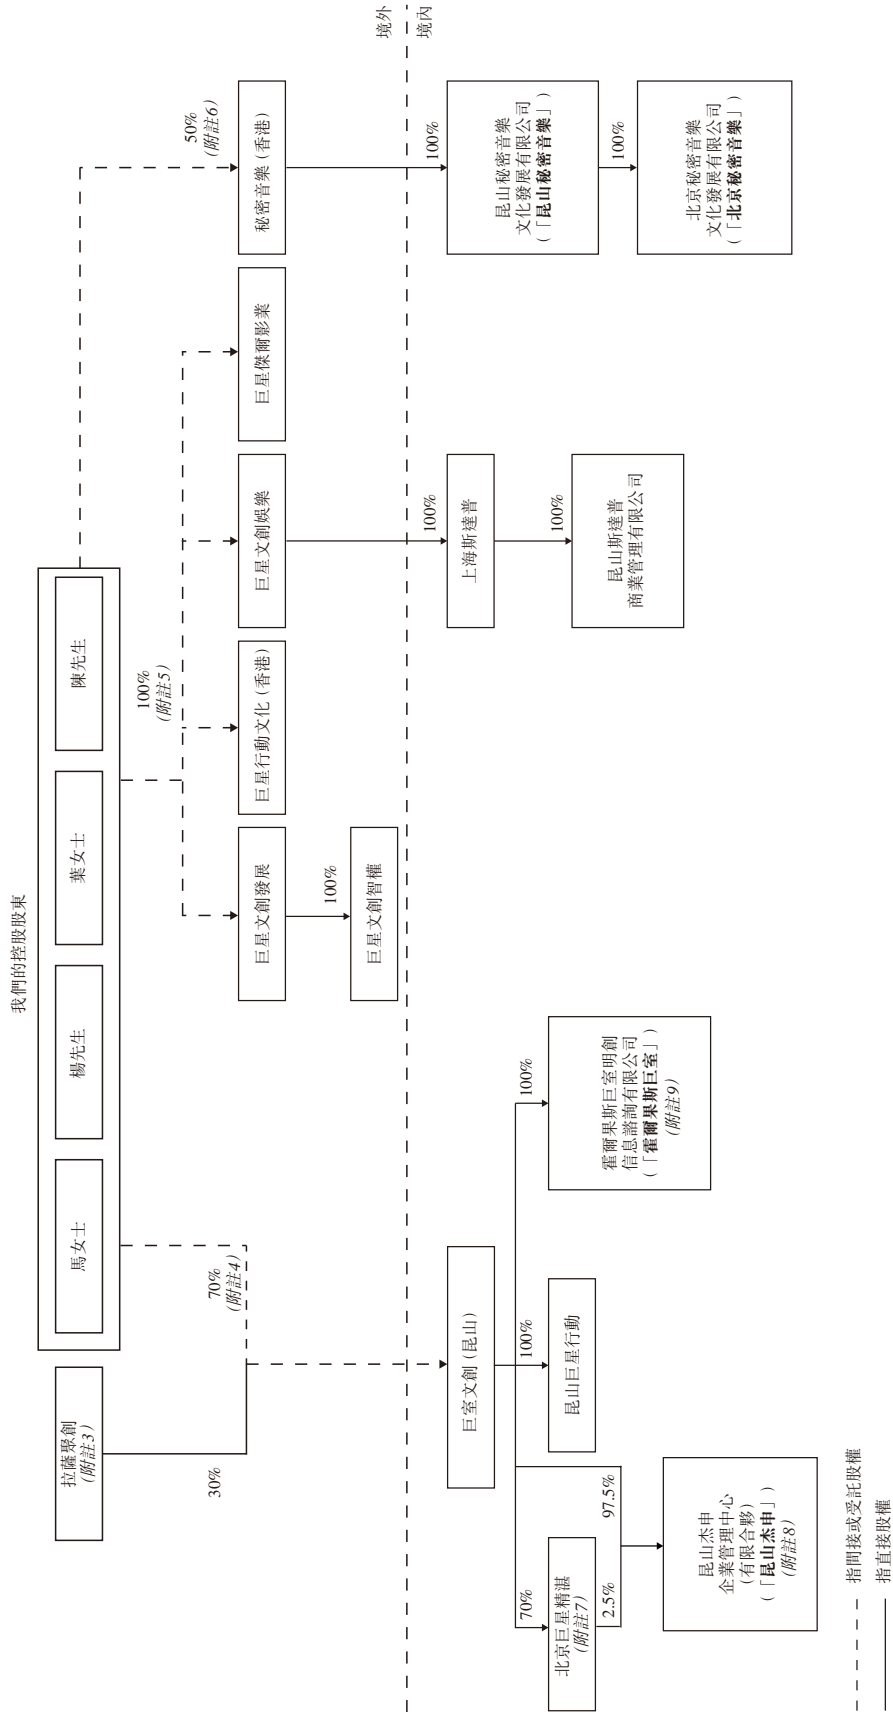 我們的控股股東
拉薩聚創
(附註3)
馬女士
楊先生
葉女士
陳先生
30%
70%
(附註4)
100%
(附註5)
50%
(附註6)
巨星文創發展
巨星行動文化(香港)
巨星文創娛樂
巨星傑爾影業
秘密音樂(香港)
100%
巨星文創智權
境外
境內
巨室文創(昆山)
100%
上海斯達普
100%
昆山秘密音樂
文化發展有限公司
(「昆山秘密音樂」)
70%
北京巨星精湛
(附註7)
100%
昆山巨星行動
100%
霍爾果斯巨室明創
信息諮詢有限公司
(「霍爾果斯巨室」)
(附註9)
100%
昆山斯達普
商業管理有限公司
100%
北京秘密音樂
文化發展有限公司
(「北京秘密音樂」)
2.5%
97.5%
昆山杰申
企業管理中心
(有限合夥)
(「昆山杰申」)
(附註8)
指間接或受託股權
指直接股權